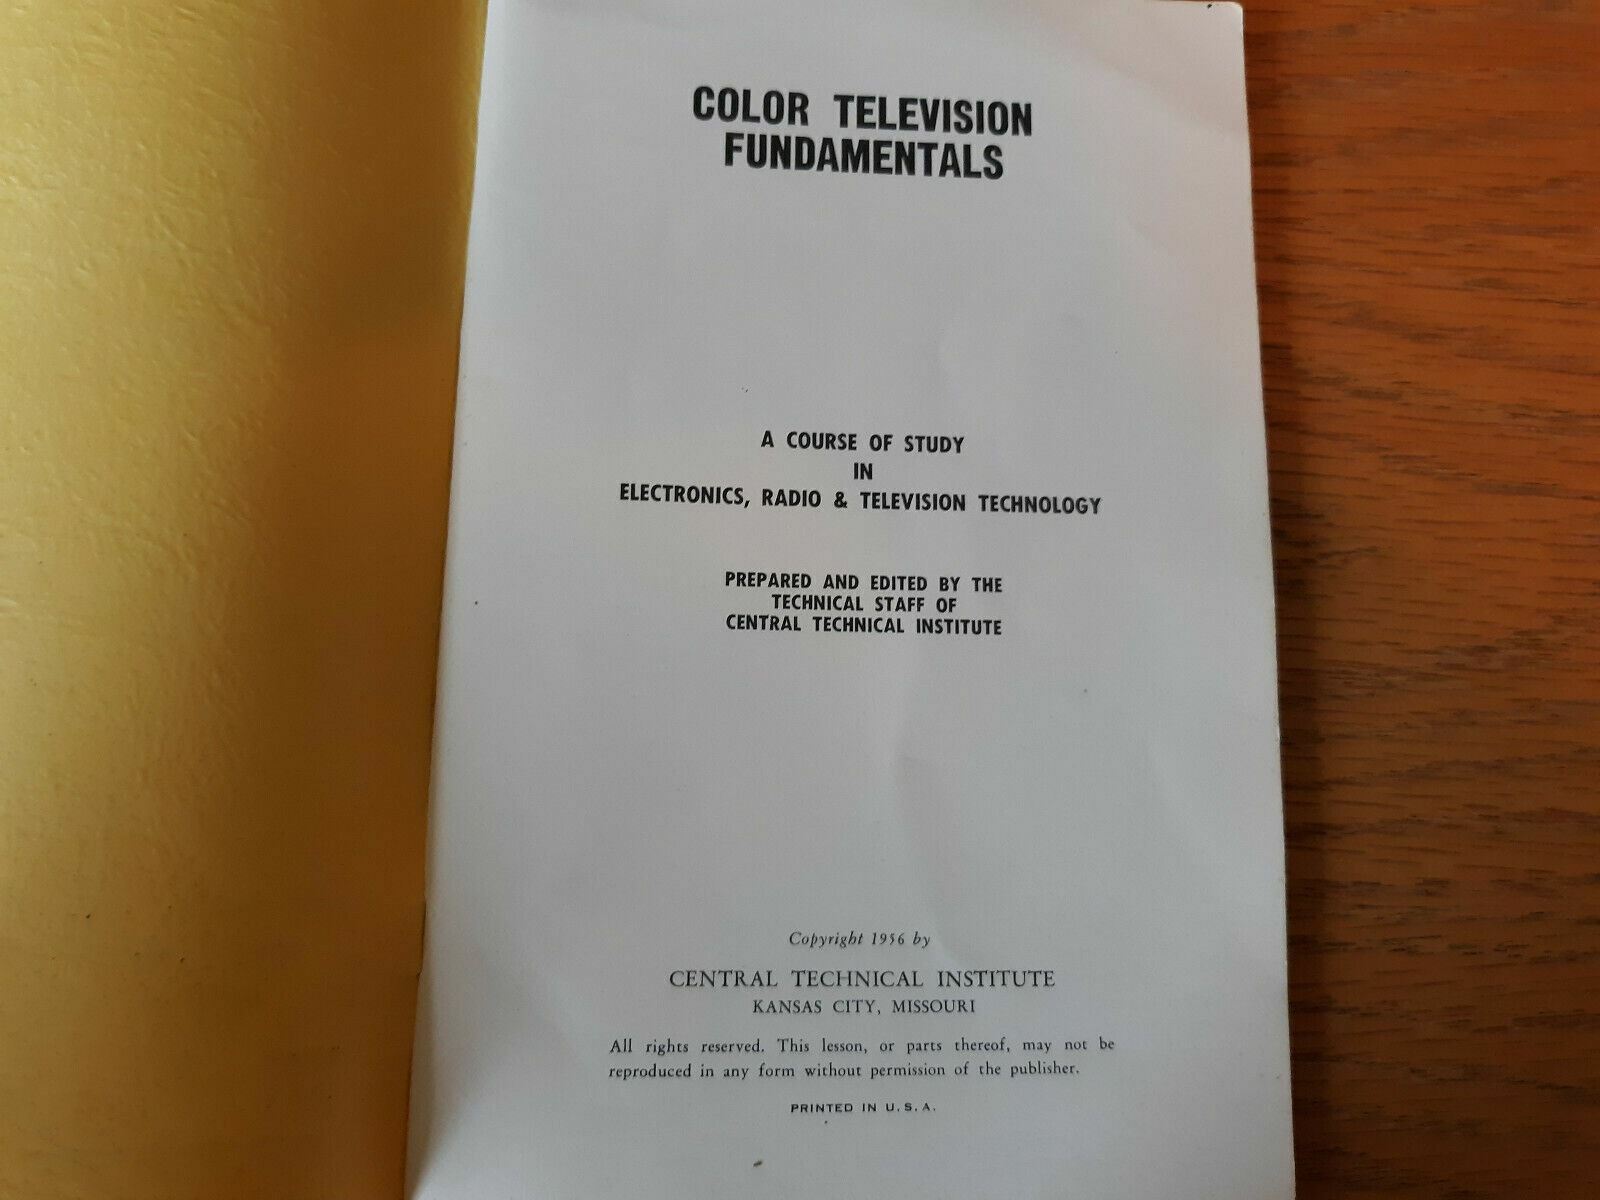 COLOR TELEVISION
FUNDAMENTALS
A COURSE OF STUDY
IN
ELECTRONICS, RADIO & TELEVISION TECHNOLOGY
PREPARED AND EDITED BY THE
TECHNICAL STAFF OF
CENTRAL TECHNICAL INSTITUTE
Copyright 1956 by
CENTRAL TECHNICAL INSTITUTE
KANSAS CITY, MISSOURI
All rights reserved. This lesson, or parts thereof, may not be
reproduced in any form without permission of the publisher.
PRINTED IN U.S.A.